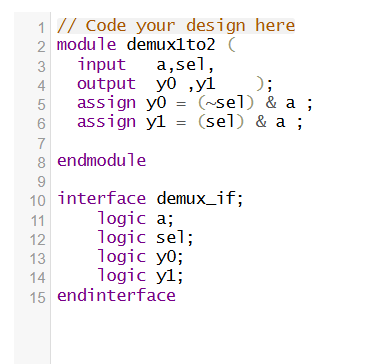 1 // Code your design here
2 module demux1to2 (
3   input   a,sel,
4   output  y0 ,y1    );
5   assign y0 = (~sel) & a ;
6   assign y1 = (sel) & a ;
7
8 endmodule
9
10 interface demux_if;
11     logic a;
12     logic sel;
13     logic y0;
14     logic y1;
15 endinterface